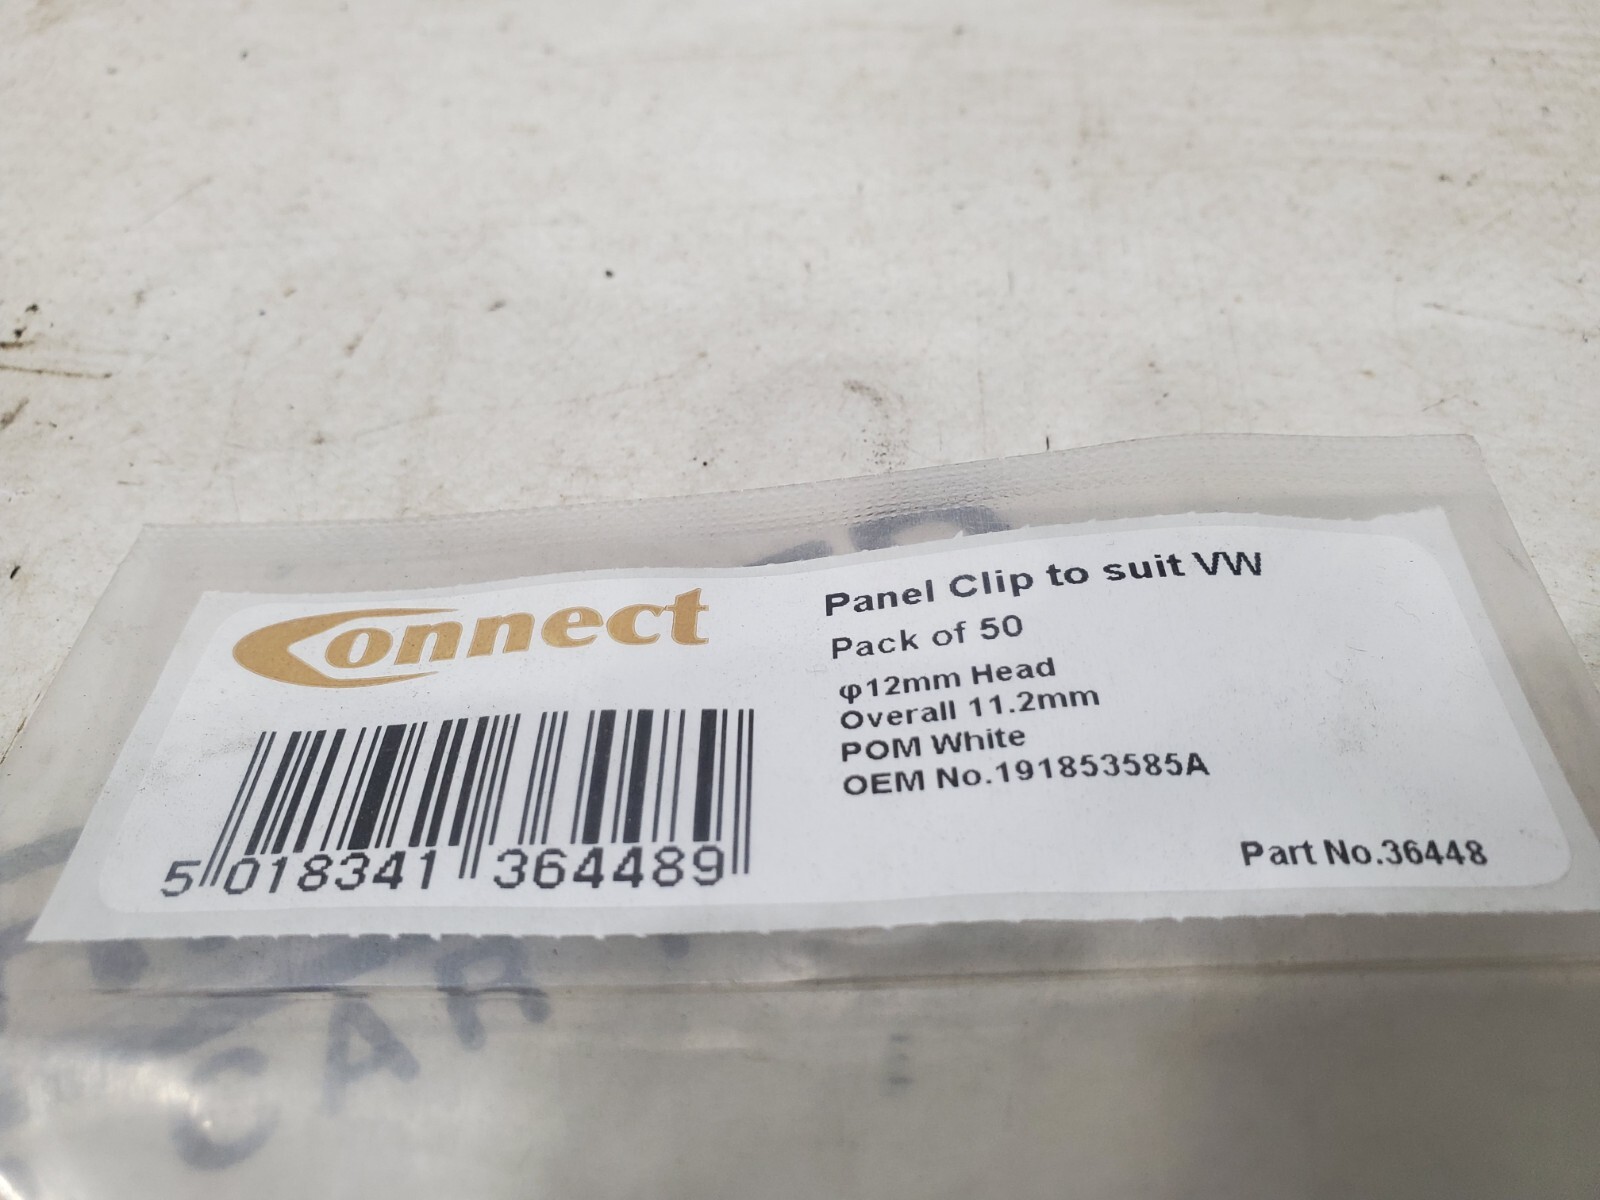 Connect
Panel Clip to suit VW
Pack of 50
φ12mm Head
Overall 11.2mm
POM White
OEM No.191853585A
5 018341 364489
Part No.36448
CAR